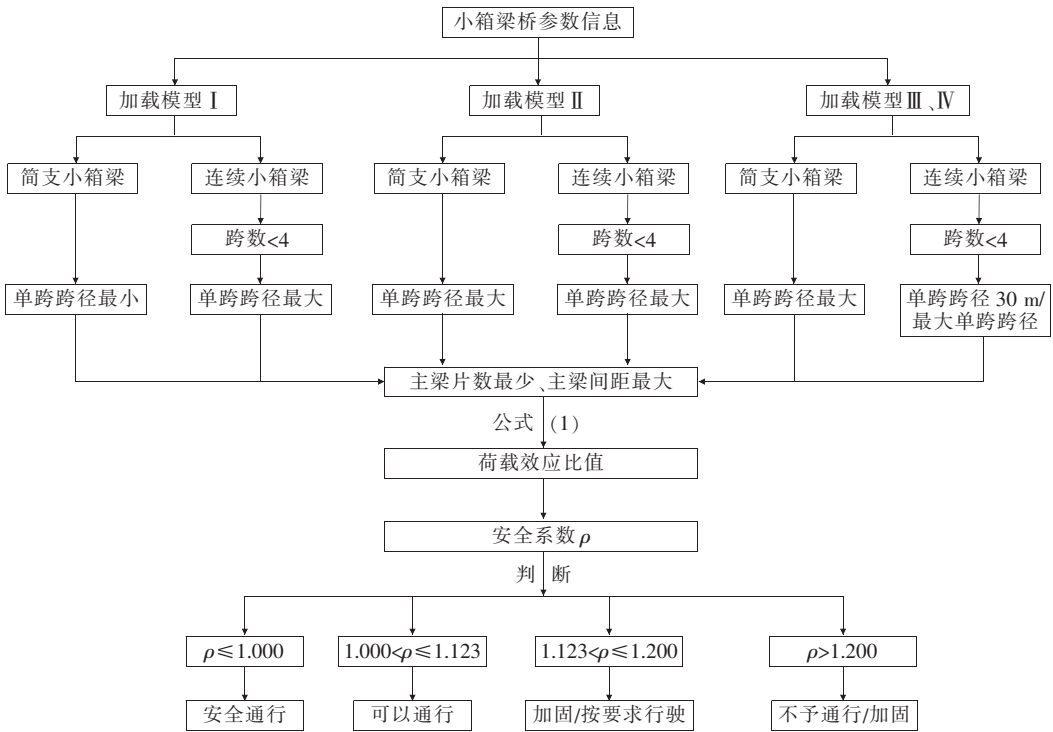 小箱梁桥参数信息
加载模型Ⅰ
加载模型Ⅱ
加载模型Ⅲ、Ⅳ
简支小箱梁
连续小箱梁
简支小箱梁
连续小箱梁
简支小箱梁
连续小箱梁
跨数<4
跨数<4
跨数<4
单跨跨径最小
单跨跨径最大
单跨跨径最大
单跨跨径最大
单跨跨径最大
单跨跨径 30 m/
最大单跨跨径
主梁片数最少、主梁间距最大
公式 (1)
荷载效应比值
安全系数ρ
判 断
ρ≤1.000
1.000<ρ≤1.123
1.123<ρ≤1.200
ρ>1.200
安全通行
可以通行
加固/按要求行驶
不予通行/加固